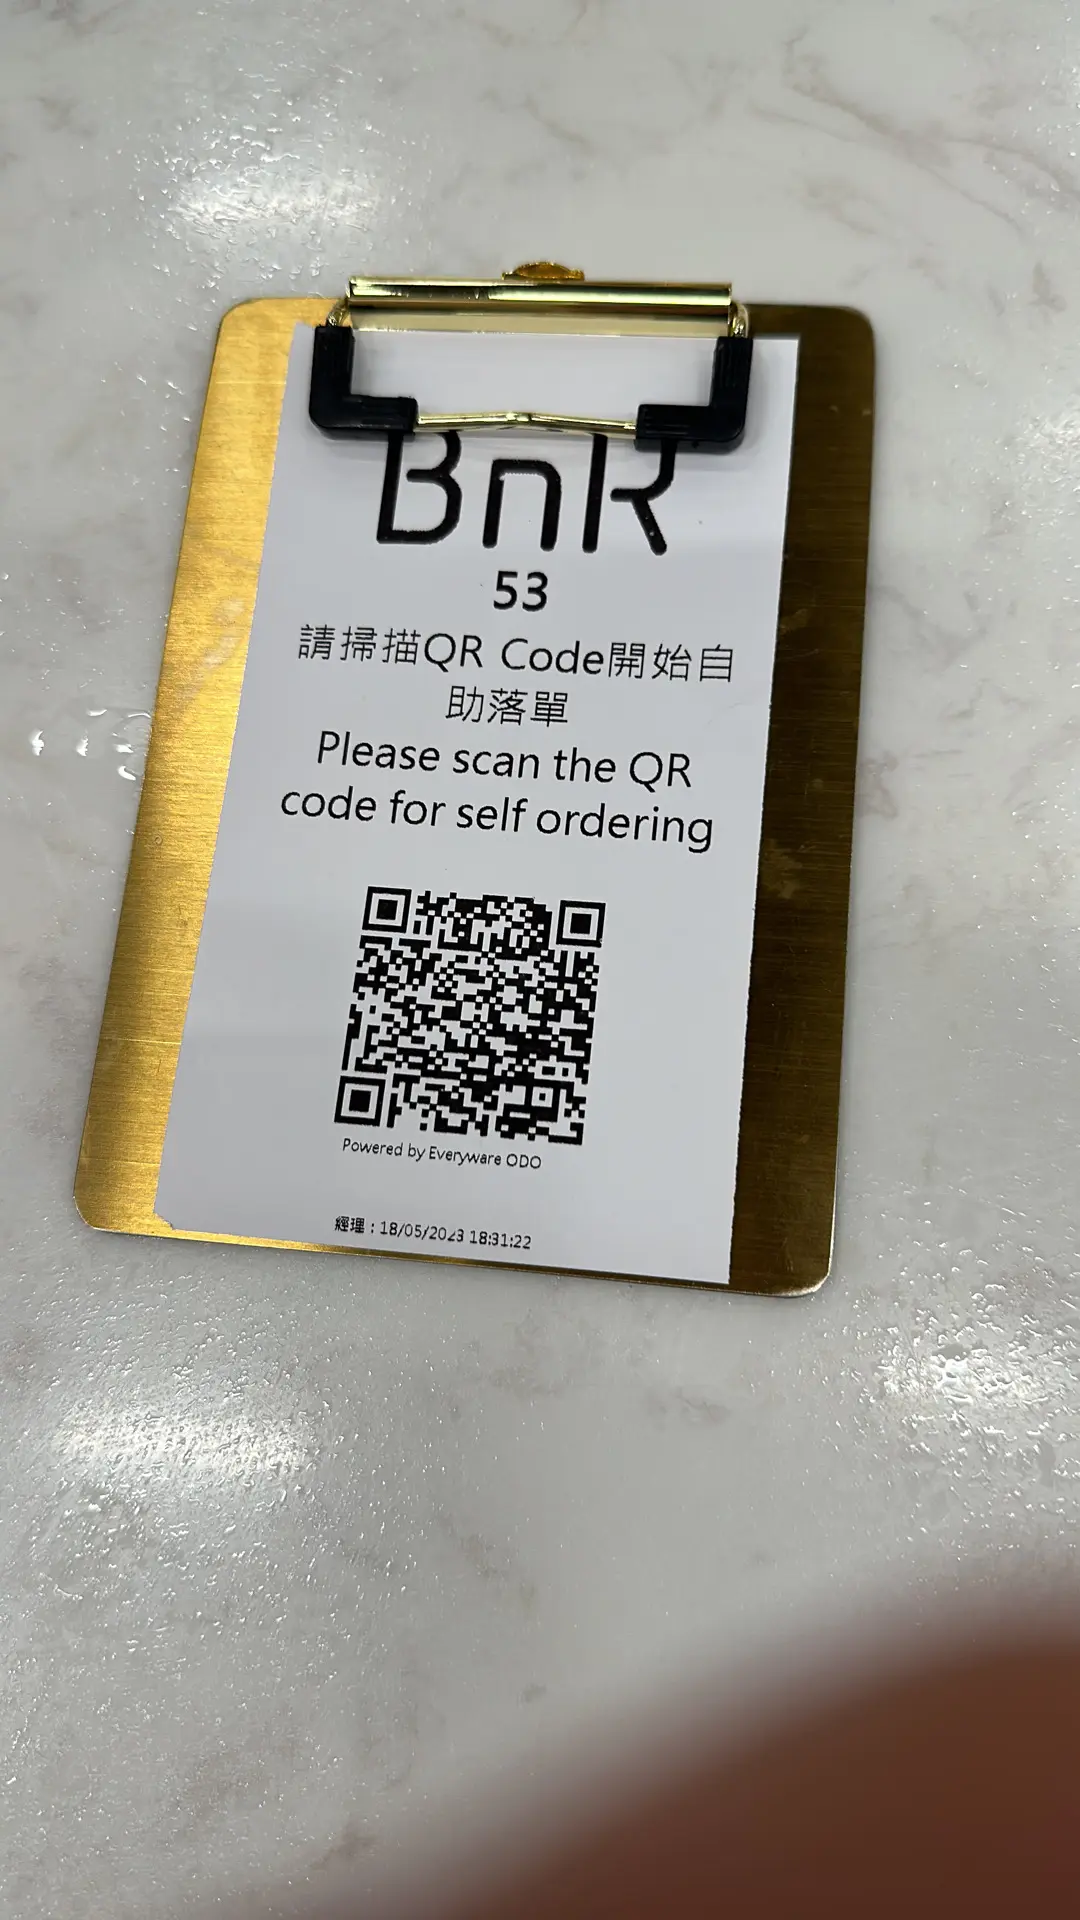 BnR
53
請掃描QR Code開始自
助落單
Please scan the QR
code for self ordering
Powered by Everyware ODO
經理：18/05/2023 18:31:22